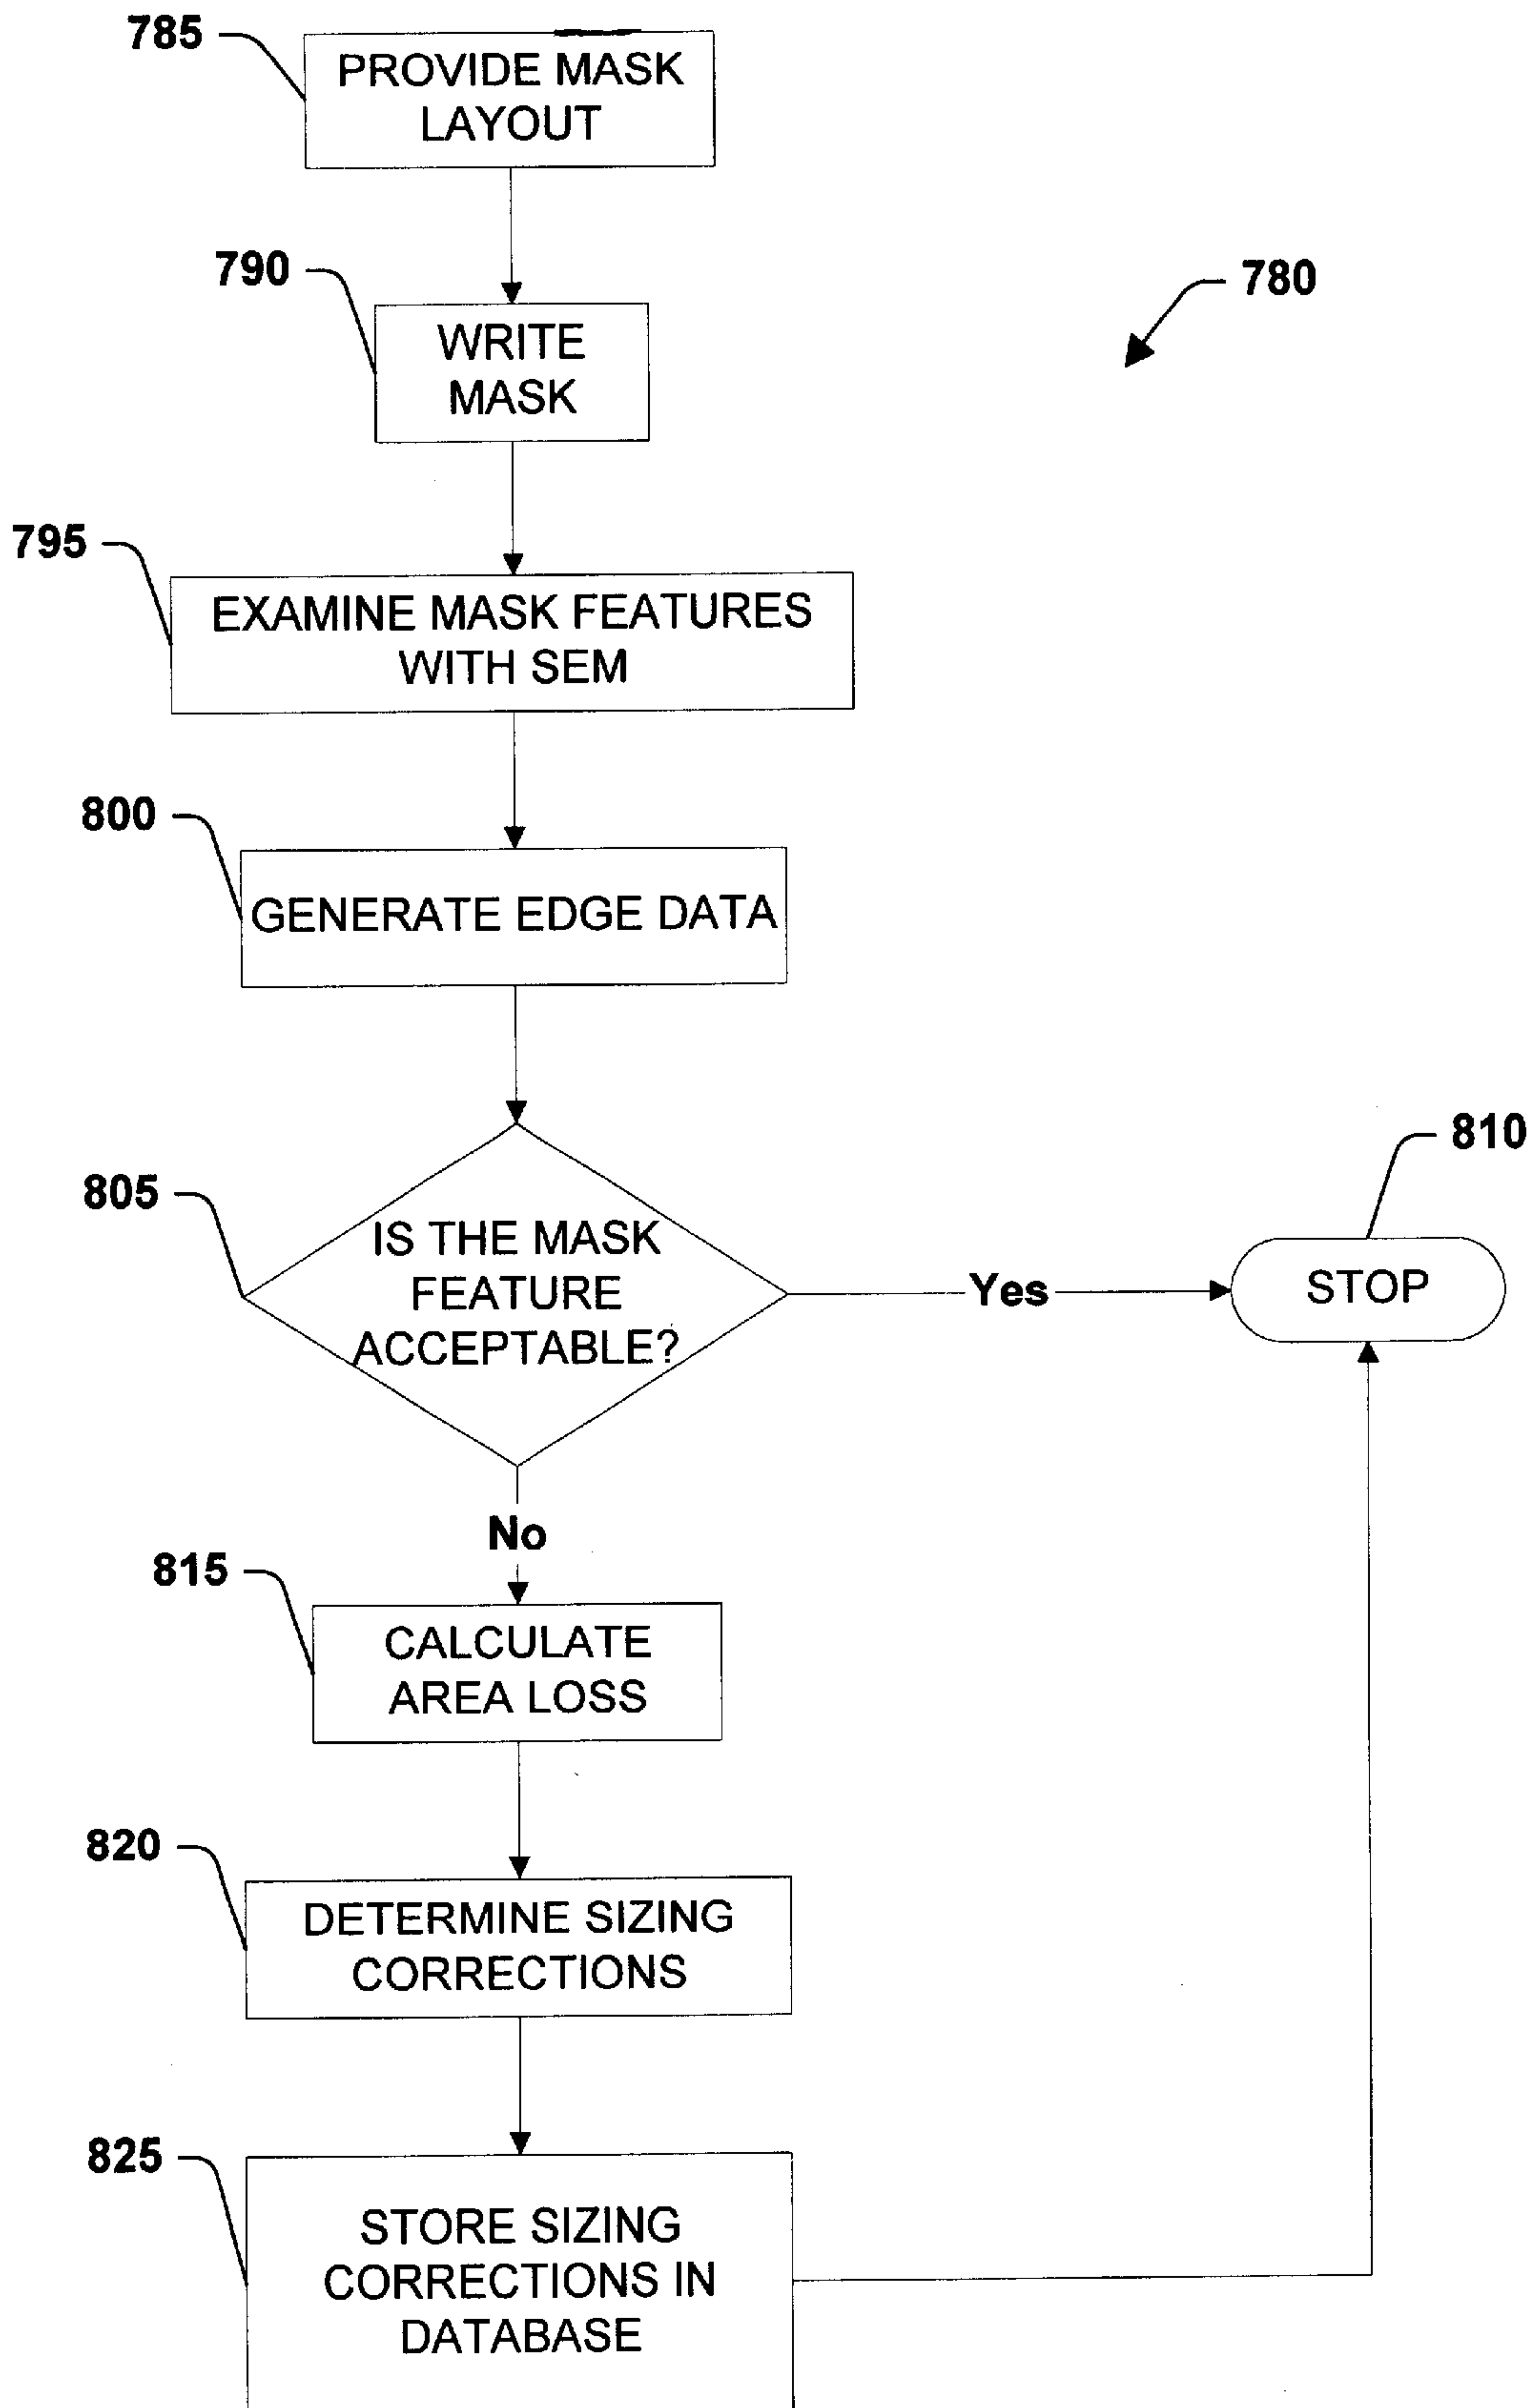 785
PROVIDE MASK
LAYOUT
790
WRITE
MASK
780
795
EXAMINE MASK FEATURES
WITH SEM
800
GENERATE EDGE DATA
805
IS THE MASK
FEATURE
ACCEPTABLE?
Yes
810
STOP
No
815
CALCULATE
AREA LOSS
820
DETERMINE SIZING
CORRECTIONS
825
STORE SIZING
CORRECTIONS IN
DATABASE